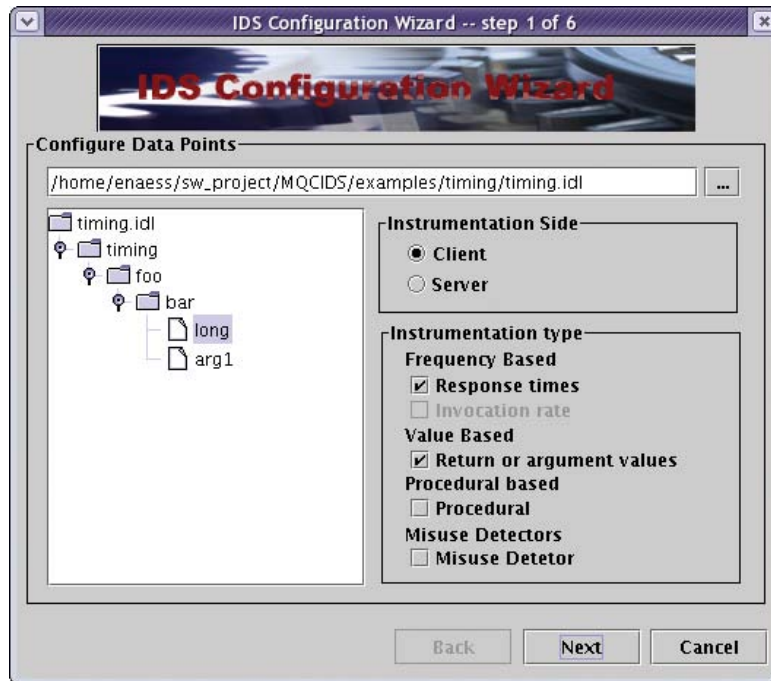 IDS Configuration Wizard -- step 1 of 6
IDS Configuration Wizard
Configure Data Points
/home/enaess/sw_project/MQCIDS/examples/timing/timing.idl
...
timing.idl
timing
foo
bar
long
arg1
Instrumentation Side
Client
Server
Instrumentation type
Frequency Based
Response times
Invocation rate
Value Based
Return or argument values
Procedural based
Procedural
Misuse Detectors
Misuse Detetor
Back
Next
Cancel